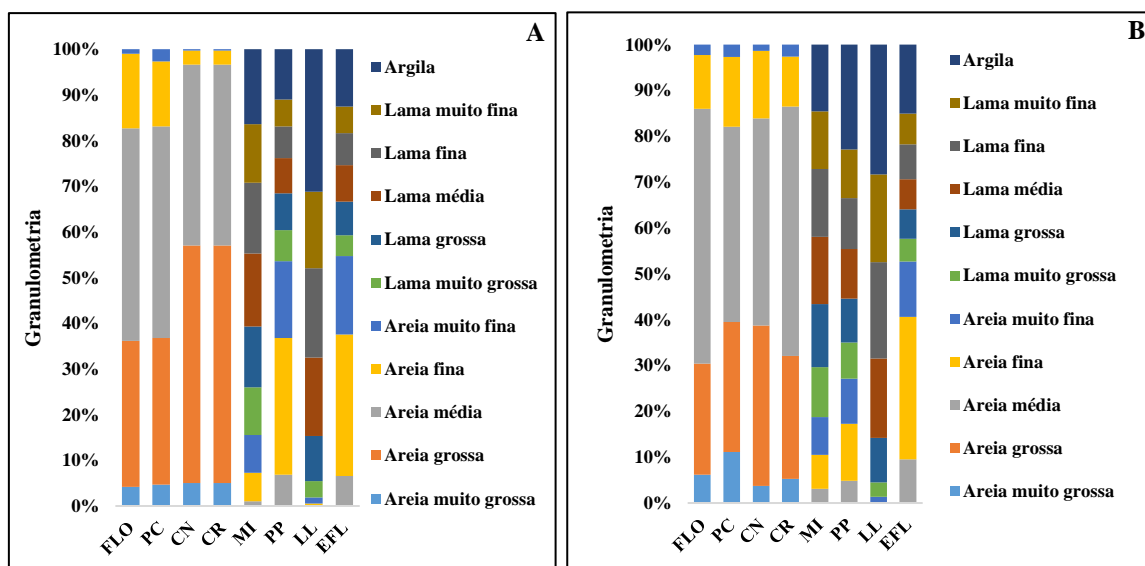 A
Granulometria
100%
90%
80%
70%
60%
50%
40%
30%
20%
10%
0%
FLO
PC
CN
CR
MI
PP
LL
EFL
Argila
Lama muito fina
Lama fina
Lama média
Lama grossa
Lama muito grossa
Areia muito fina
Areia fina
Areia média
Areia grossa
Areia muito grossa
B
Granulometria
100%
90%
80%
70%
60%
50%
40%
30%
20%
10%
0%
FLO
PC
CN
CR
MI
PP
LL
EFL
Argila
Lama muito fina
Lama fina
Lama média
Lama grossa
Lama muito grossa
Areia muito fina
Areia fina
Areia média
Areia grossa
Areia muito grossa